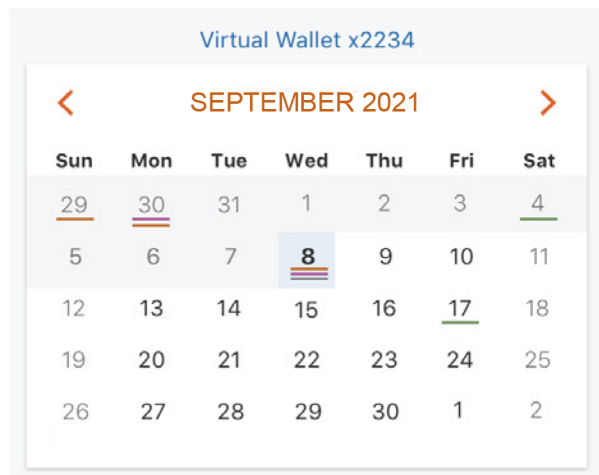 Virtual Wallet x2234
SEPTEMBER 2021
Sun Mon Tue Wed Thu Fri Sat
29 30 31 1 2 3 4
5 6 7 8 9 10 11
12 13 14 15 16 17 18
19 20 21 22 23 24 25
26 27 28 29 30 1 2